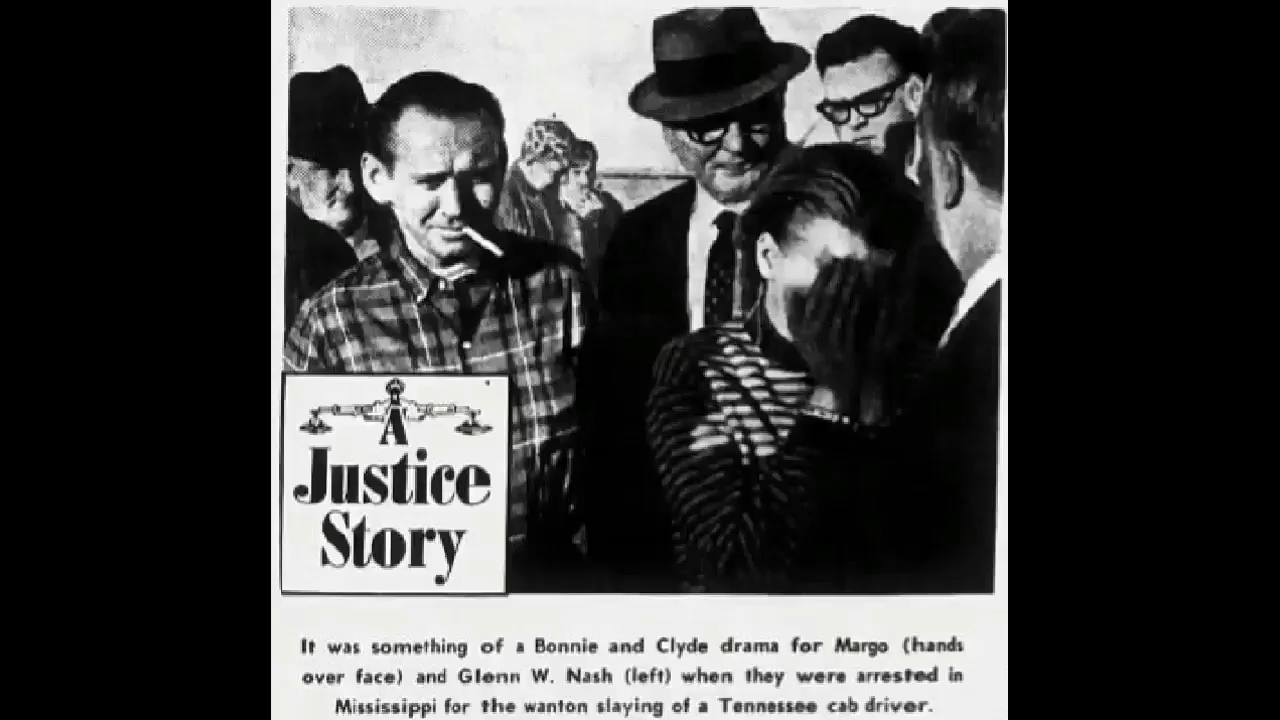 A
Justice
Story
It was something of a Bonnie and Clyde drama for Margo (hands
over face) and Glenn W. Nash (left) when they were arrested in
Mississippi for the wanton slaying of a Tennessee cab driver.